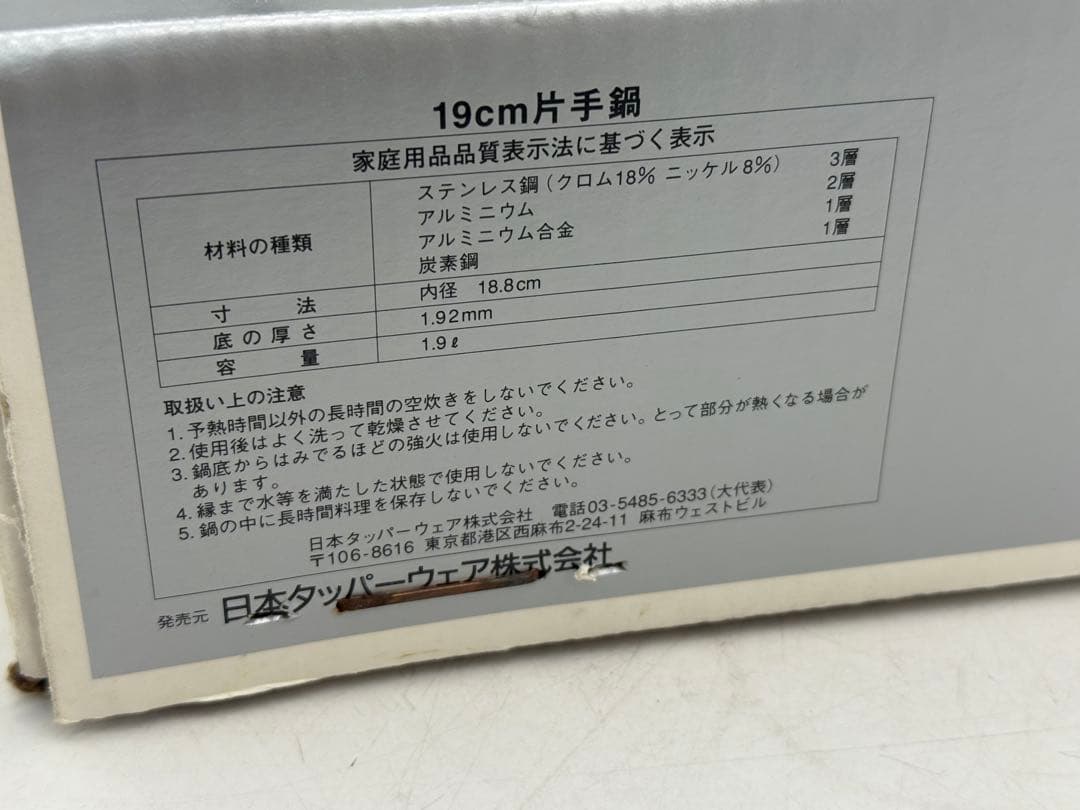 19cm片手鍋
家庭用品品質表示法に基づく表示
材料の種類
ステンレス鋼(クロム18% ニッケル8%) 3層
アルミニウム 2層
アルミニウム合金 1層
炭素鋼 1層
寸法 内径 18.8cm
底の厚さ 1.92mm
容量 1.9ℓ
取扱い上の注意
1. 予熱時間以外の長時間の空炊きをしないでください。
2. 使用後はよく洗って乾燥させてください。
3. 鍋底からはみでるほどの強火は使用しないでください。とって部分が熱くなる場合が
あります。
4. 縁まで水等を満たした状態で使用しないでください。
5. 鍋の中に長時間料理を保存しないでください。
日本タッパーウェア株式会社 電話03-5485-6333(大代表)
〒106-8616 東京都港区西麻布2-24-11 麻布ウェストビル
発売元 日本タッパーウェア株式会社